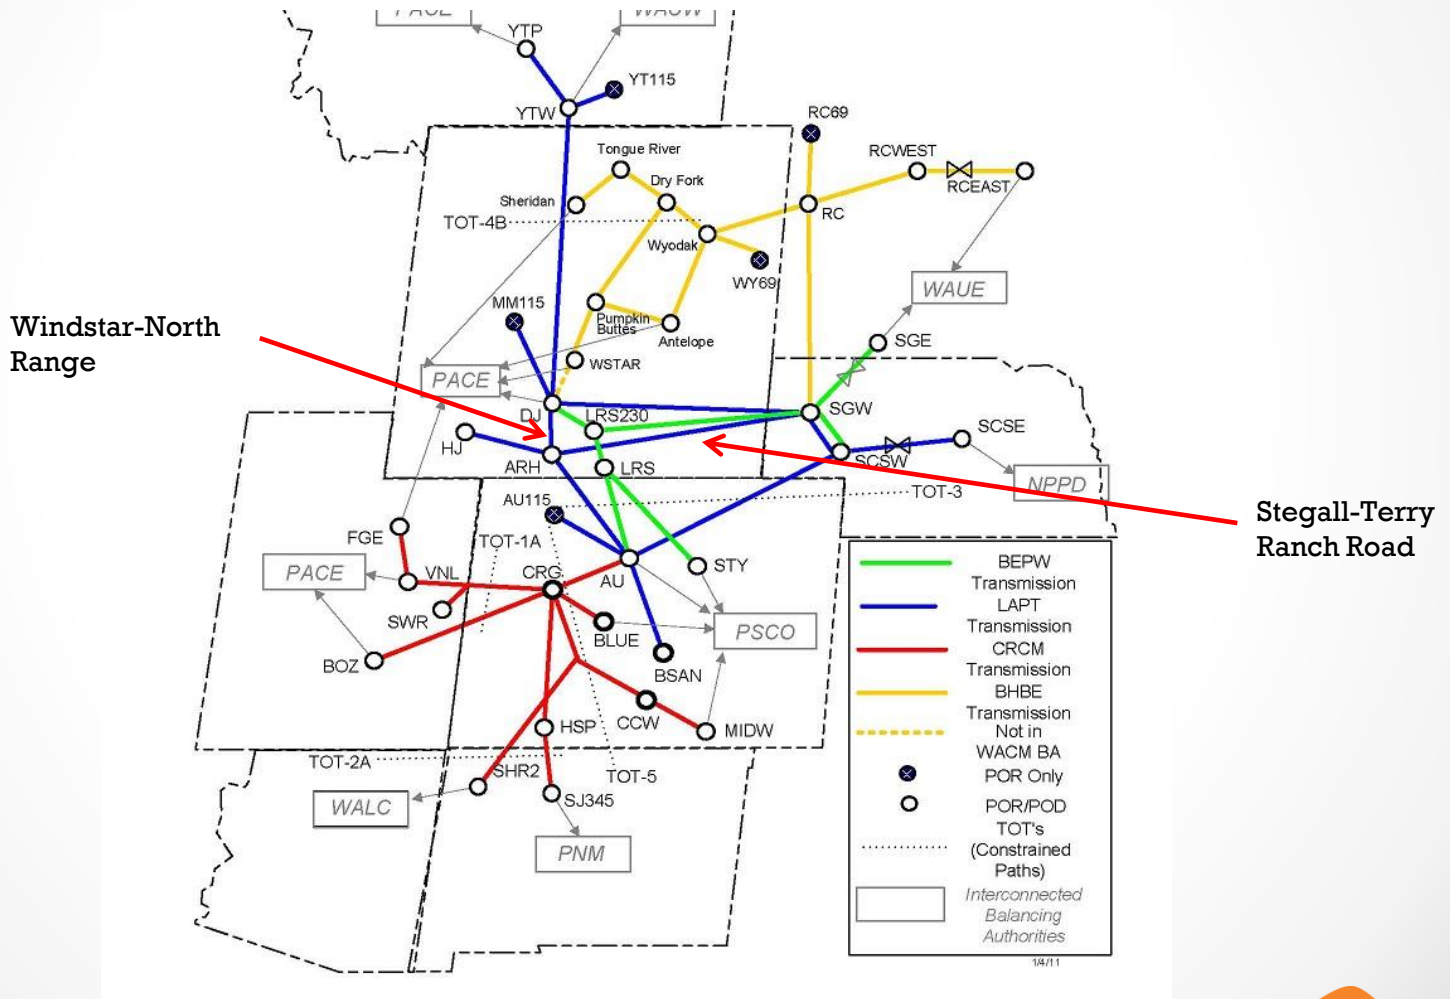 PACE
WAUW
YTP
YT115
YTW
RC69
RCWEST
RCEAST
Tongue River
Dry Fork
Sheridan
TOT-4B
RC
Wyodak
WY69
WAUE
MM115
Pumpkin
Buttes
Antelope
SGE
Windstar-North
Range
WSTAR
PACE
DJ
LRS230
SGW
SCSE
HJ
ARH
LRS
SCSW
NPPD
AU115
TOT-3
Stegall-Terry
Ranch Road
FGE
TOT-1A
PACE
VNL
CRG
AU
STY
SWR
BLUE
PSCO
BOZ
BSAN
CCW
HSP
MIDW
TOT-2A
SHR2
TOT-5
SJ345
WALC
PNM
BEPW
Transmission
LAPT
Transmission
CRCM
Transmission
BHBE
Transmission
Not in
WACM BA
POR Only
POR/POD
TOT's
(Constrained
Paths)
Interconnected
Balancing
Authorities
1/4/11